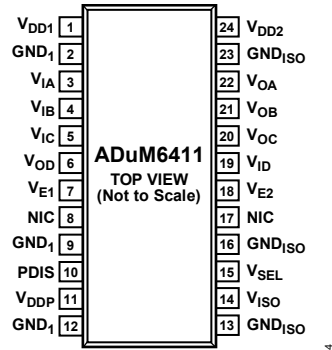 VDD1 1 24 VDD2
GND1 2 23 GNDISO
VIA 3 22 VOA
VIB 4 21 VOB
VIC 5 20 VOC
VOD 6 ADuM6411 19 VID
TOP VIEW
VE1 7 (Not to Scale) 18 VE2
NIC 8 17 NIC
GND1 9 16 GNDISO
PDIS 10 15 VSEL
VDDP 11 14 VISO
GND1 12 13 GNDISO
4